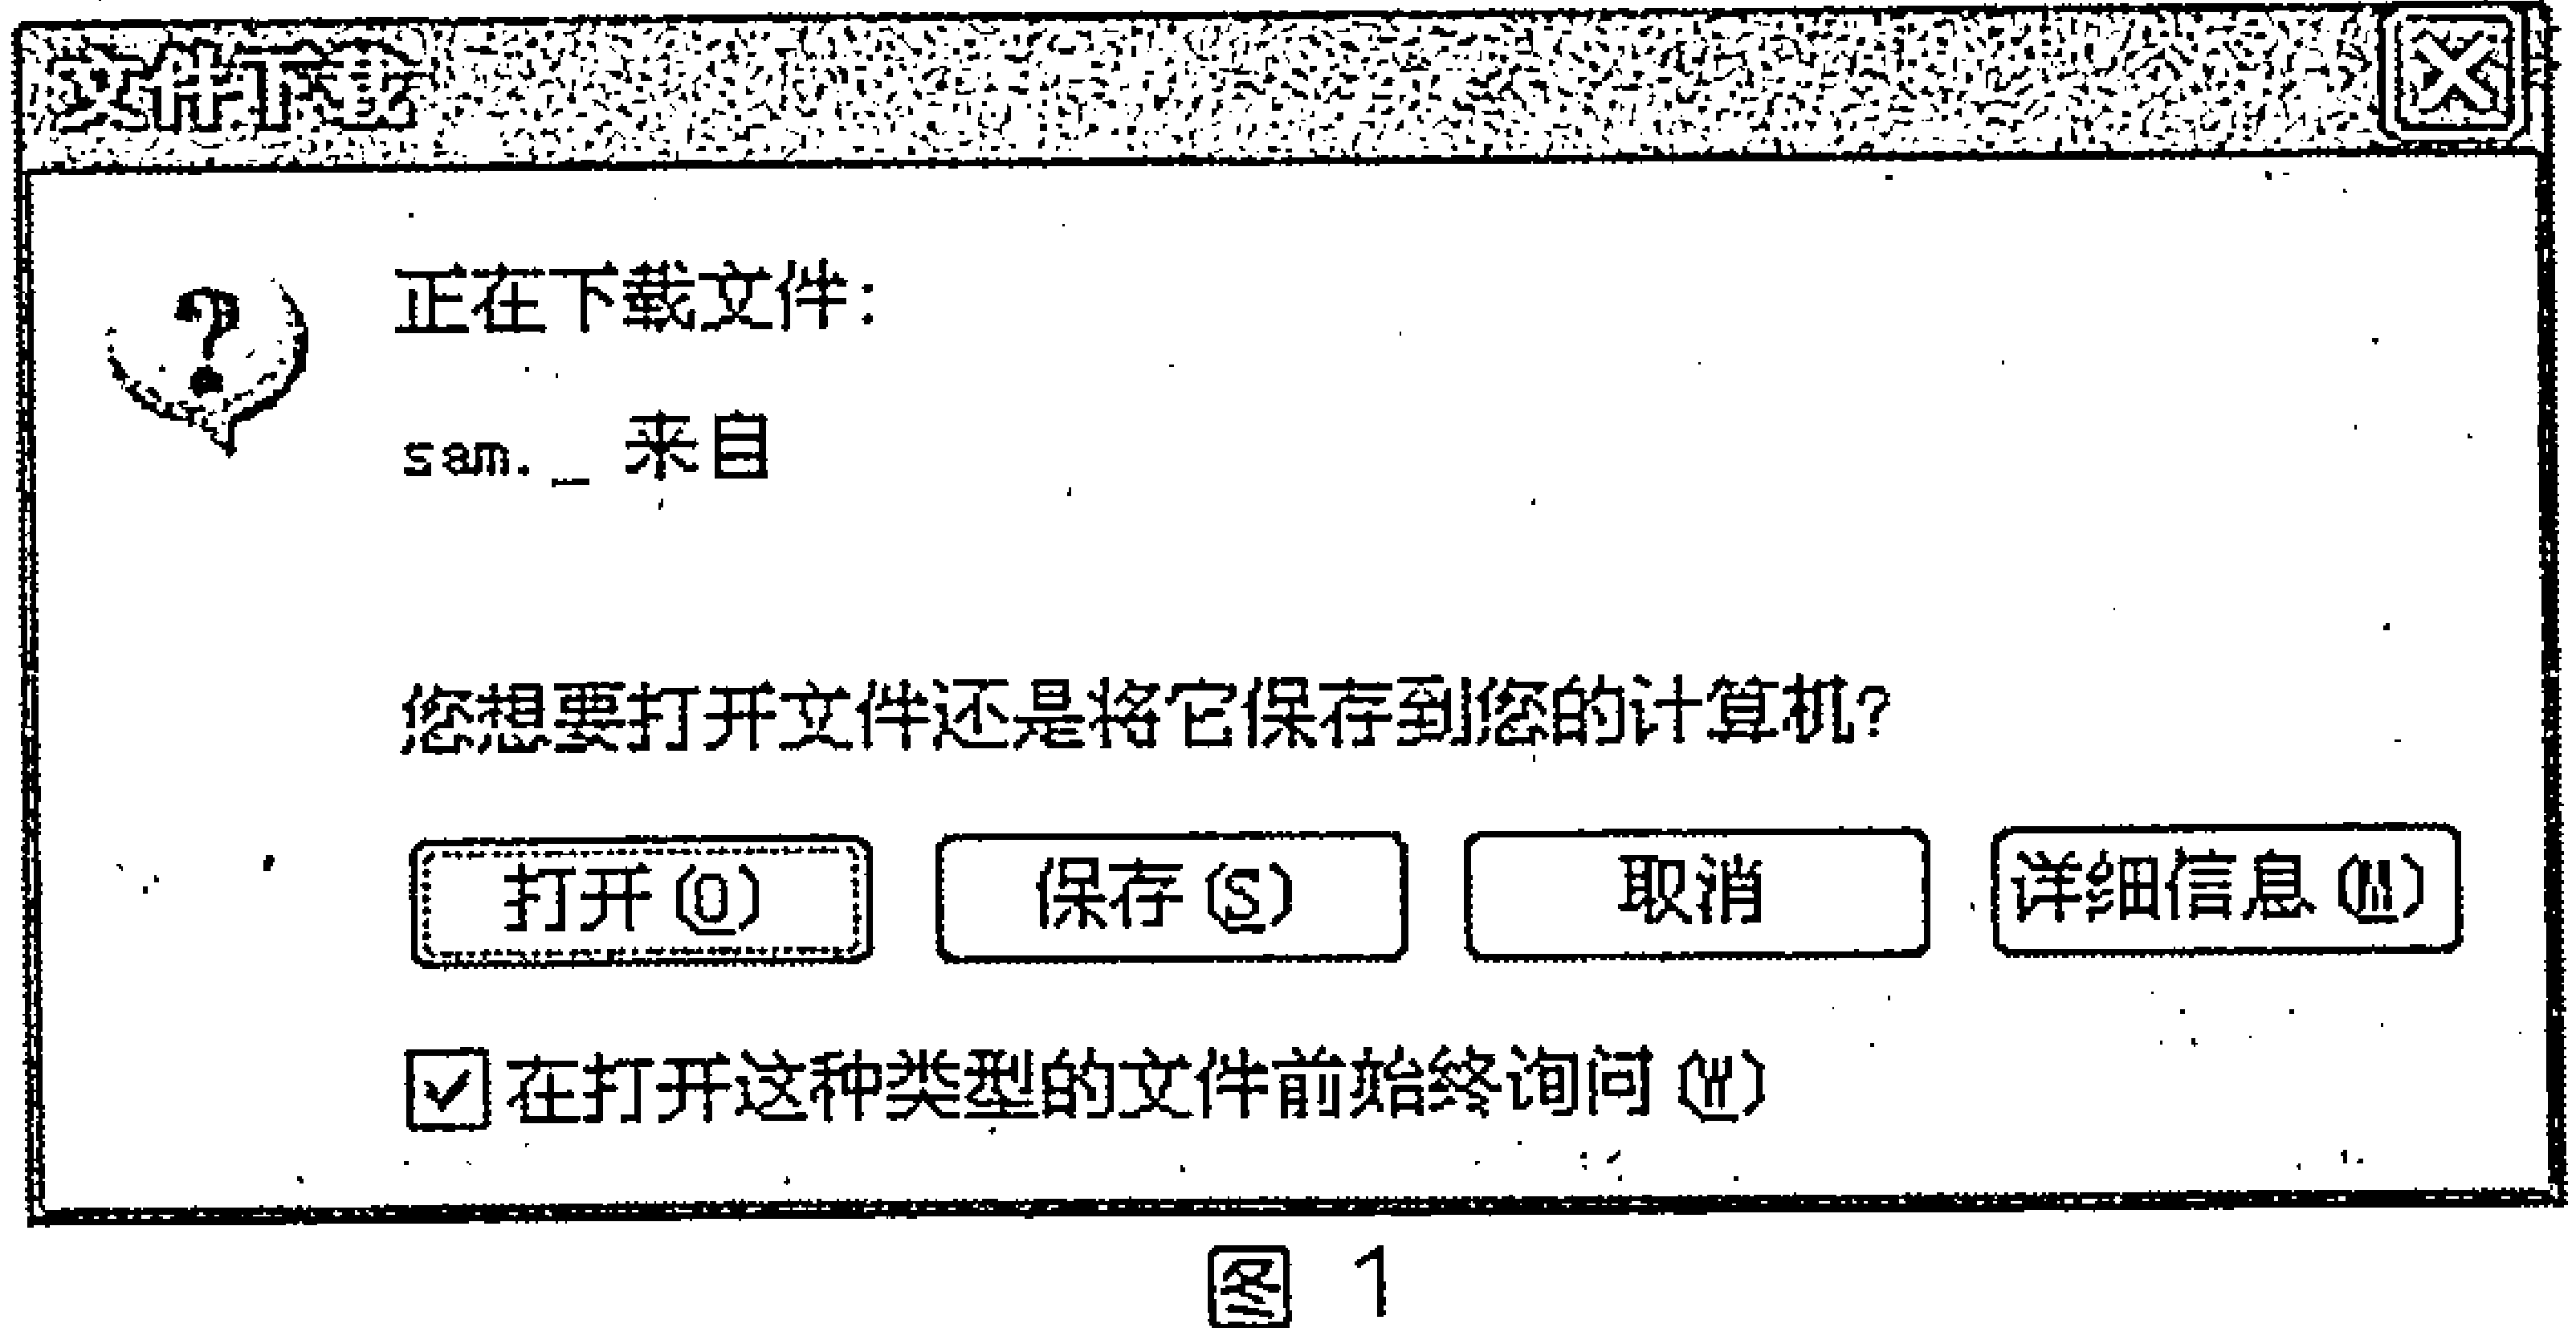 文件下载
正在下载文件:
sam._ 来自
您想要打开文件还是将它保存到您的计算机?
打开(O) 保存(S) 取消 详细信息(M)
在打开这种类型的文件前始终询问(W)
图 1